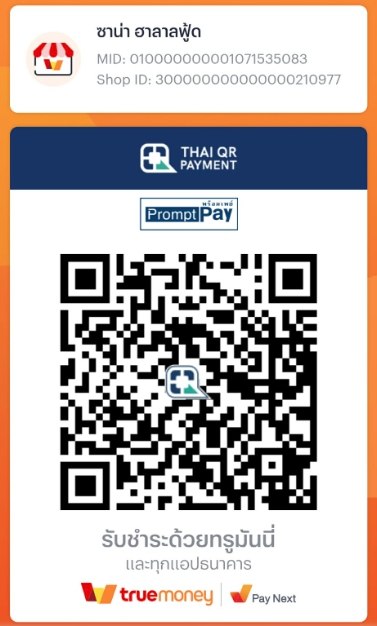 ซาน่า ฮาลาลฟู้ด
MID: 010000000001071535083
Shop ID: 300000000000000210977
THAI QR
PAYMENT
พร้อมเพย์
PromptPay
รับชำระด้วยทรูมันนี่
และทุกแอปธนาคาร
truemoney
Pay Next